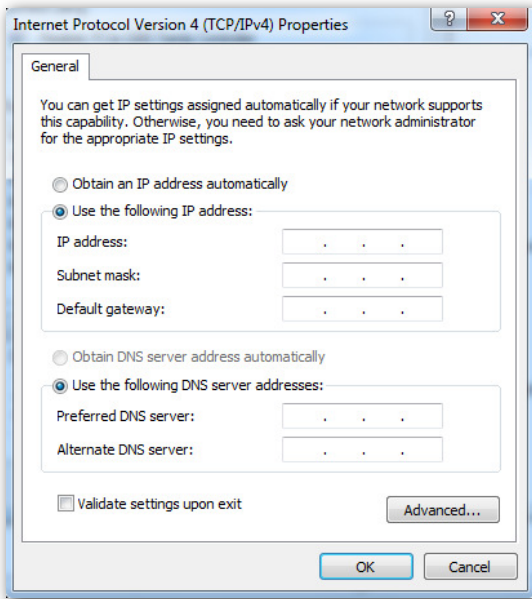 Internet Protocol Version 4 (TCP/IPv4) Properties
General
You can get IP settings assigned automatically if your network supports
this capability. Otherwise, you need to ask your network administrator
for the appropriate IP settings.
Obtain an IP address automatically
Use the following IP address:
IP address:
Subnet mask:
Default gateway:
Obtain DNS server address automatically
Use the following DNS server addresses:
Preferred DNS server:
Alternate DNS server:
Validate settings upon exit
Advanced...
OK Cancel